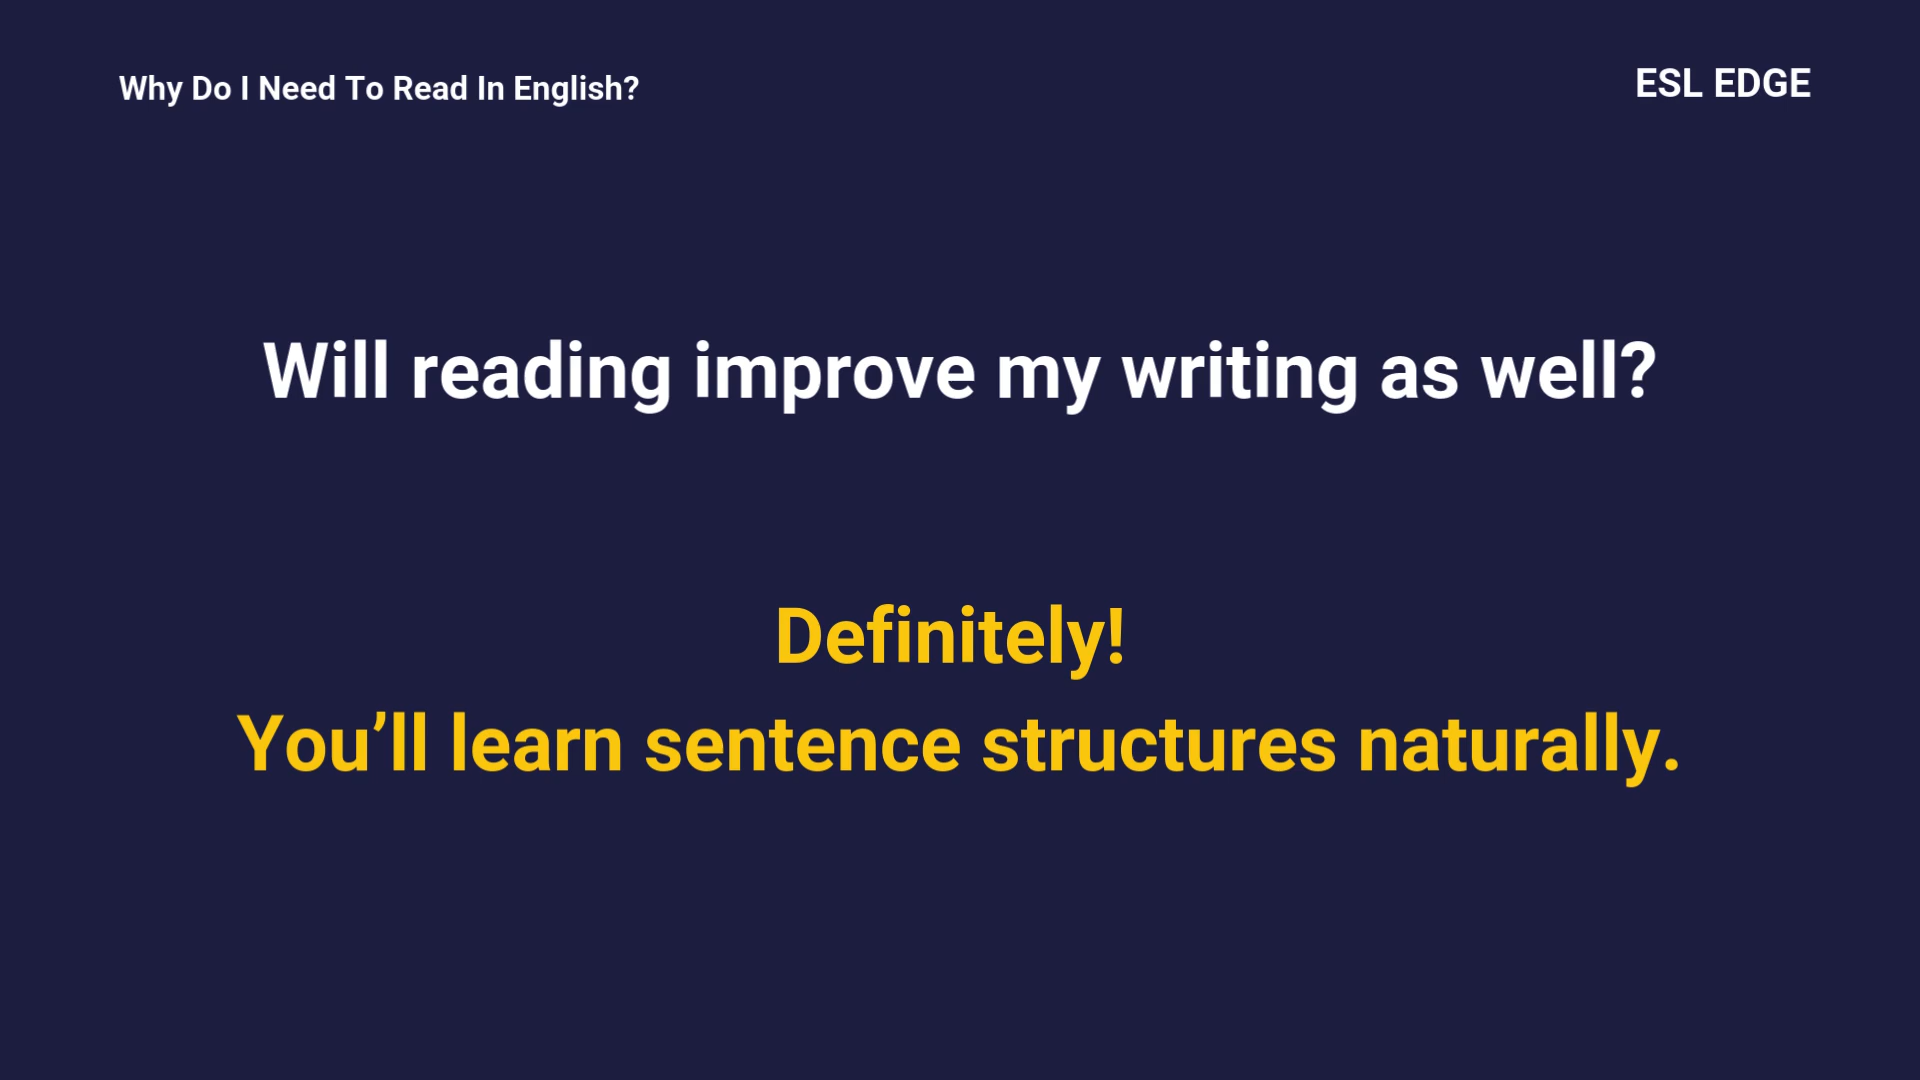 Why Do I Need To Read In English?
ESL EDGE
Will reading improve my writing as well?
Definitely!
You’ll learn sentence structures naturally.